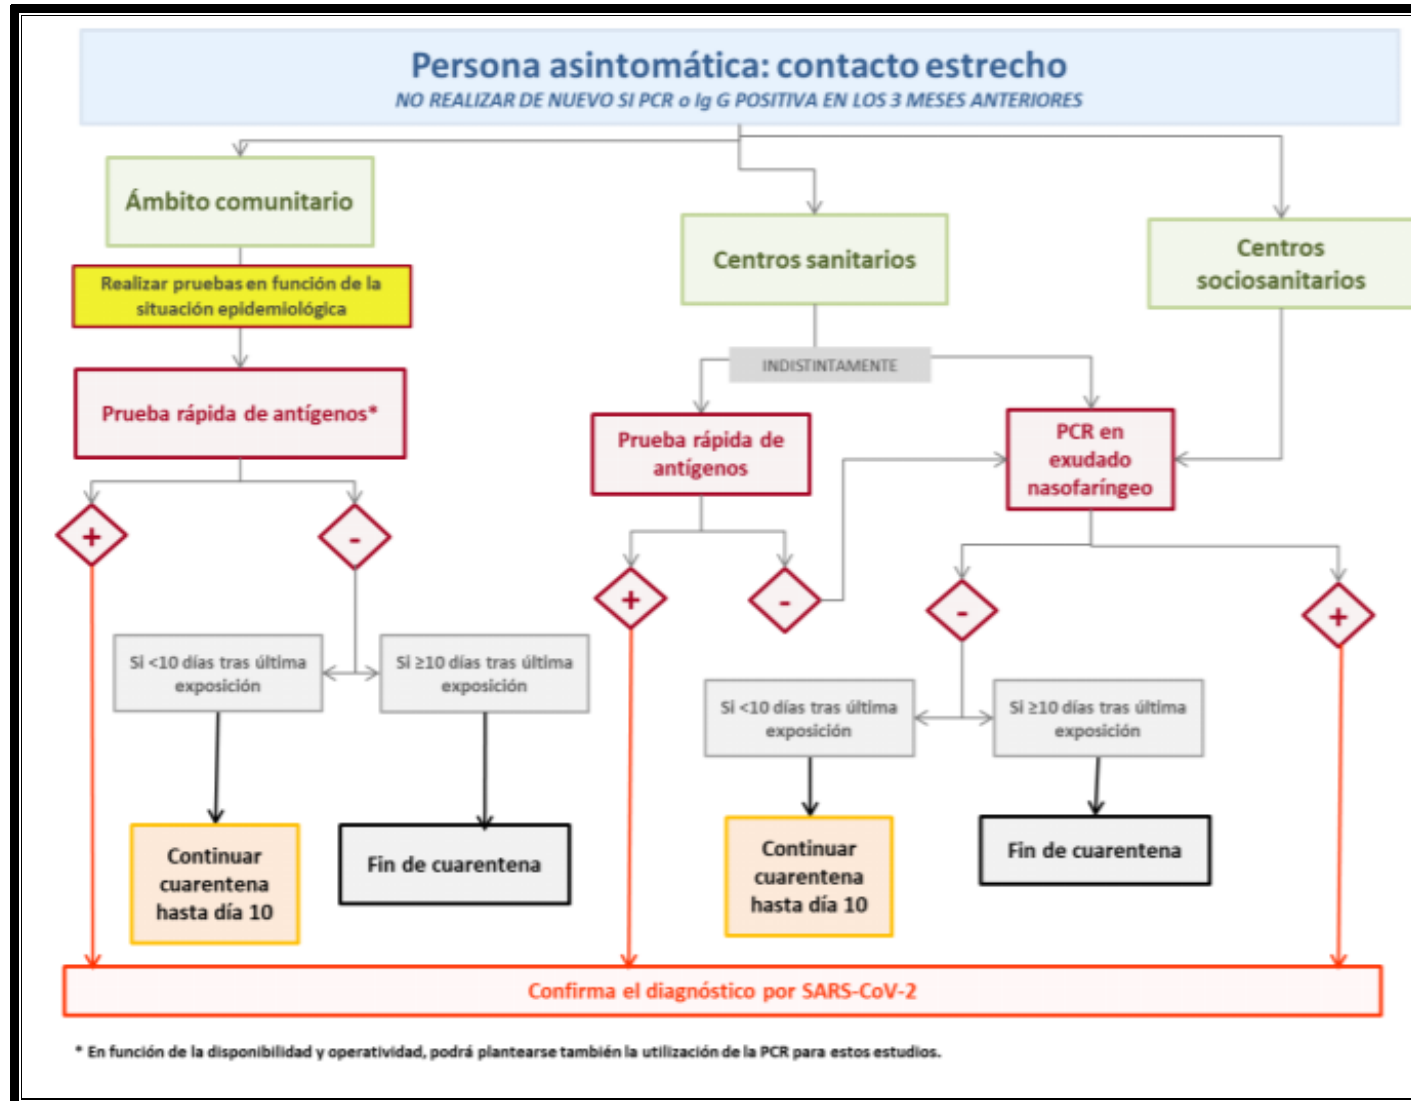 Persona asintomática: contacto estrecho
NO REALIZAR DE NUEVO SI PCR o Ig G POSITIVA EN LOS 3 MESES ANTERIORES
Ámbito comunitario
Realizar pruebas en función de la
situación epidemiológica
Prueba rápida de antígenos*
+
-
Si <10 días tras última
exposición
Si ≥10 días tras última
exposición
Continuar
cuarentena
hasta día 10
Fin de cuarentena
Centros sanitarios
INDISTINTAMENTE
Prueba rápida de
antígenos
+
-
Centros
sociosanitarios
PCR en
exudado
nasofaríngeo
-
+
Si <10 días tras última
exposición
Si ≥10 días tras última
exposición
Continuar
cuarentena
hasta día 10
Fin de cuarentena
Confirma el diagnóstico por SARS-CoV-2
* En función de la disponibilidad y operatividad, podrá plantearse también la utilización de la PCR para estos estudios.